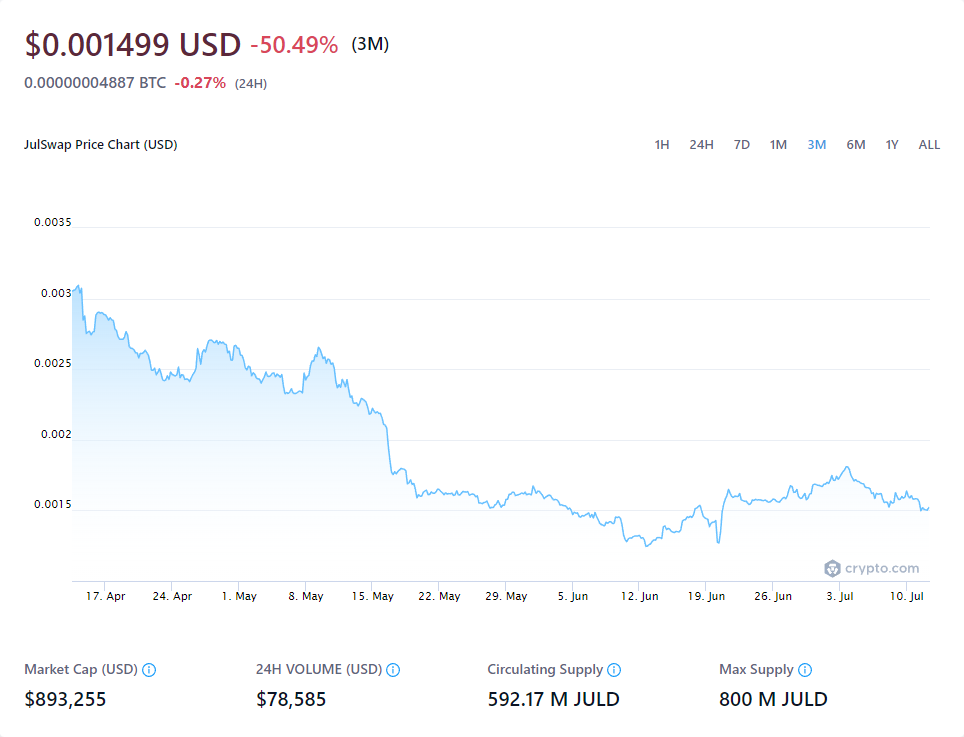 $0.001499 USD -50.49% (3M)
0.00000004887 BTC -0.27% (24H)
JulSwap Price Chart (USD) 1H 24H 7D 1M 3M 6M 1Y ALL
0.0035
0.003
0.0025
0.002
0.0015
crypto.com
17. Apr 24. Apr 1. May 8. May 15. May 22. May 29. May 5. Jun 12. Jun 19. Jun 26. Jun 3. Jul 10. Jul
Market Cap (USD) 24H VOLUME (USD) Circulating Supply Max Supply
$893,255 $78,585 592.17 M JULD 800 M JULD